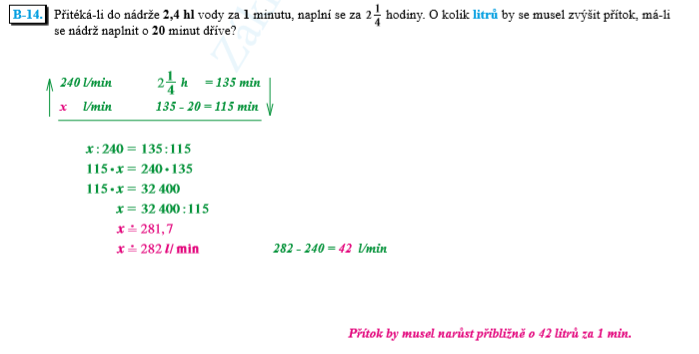 B-14. Přitéká-li do nádrže 2,4 hl vody za 1 minutu, naplní se za 2 1/4 hodiny. O kolik litrů by se musel zvýšit přítok, má-li
se nádrž naplnit o 20 minut dříve?
240 l/min 2 1/4 h = 135 min
x l/min 135 - 20 = 115 min
x : 240 = 135 : 115
115 • x = 240 • 135
115 • x = 32 400
x = 32 400 : 115
x ≐ 281,7
x ≐ 282 l/ min 282 - 240 = 42 l/min
Přítok by musel narůst přibližně o 42 litrů za 1 min.